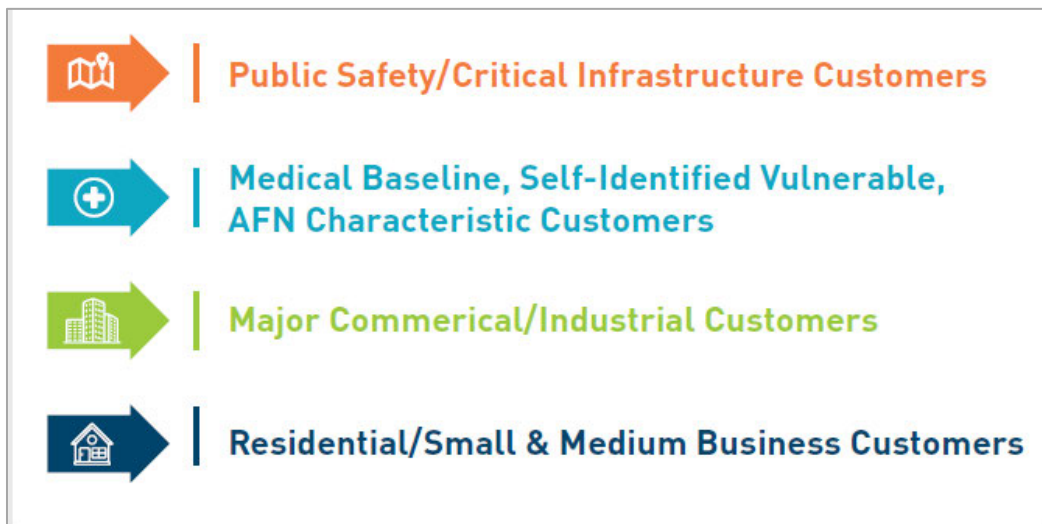 Public Safety/Critical Infrastructure Customers
Medical Baseline, Self-Identified Vulnerable,
AFN Characteristic Customers
Major Commerical/Industrial Customers
Residential/Small & Medium Business Customers